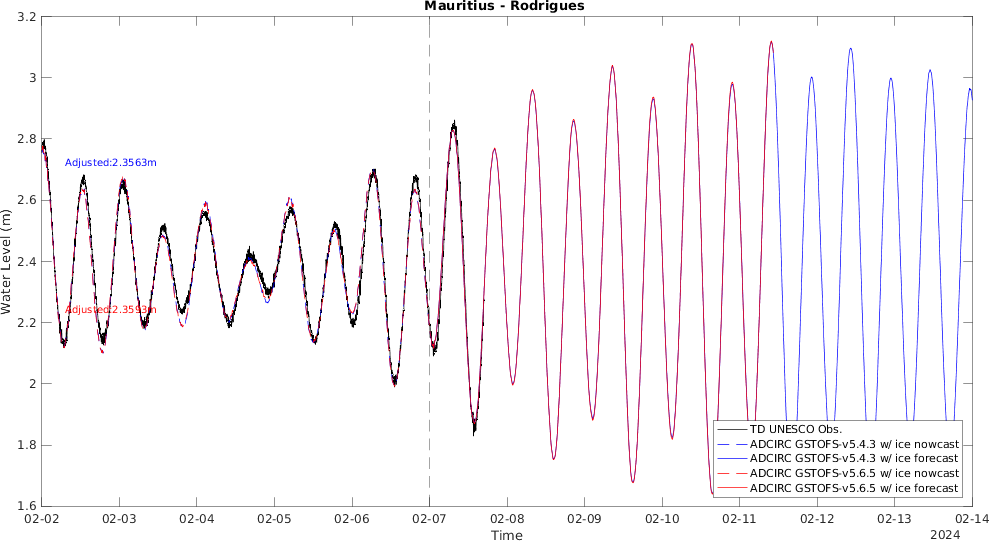 Mauritius - Rodrigues
3.2
3
2.8
2.6
2.4
2.2
2
1.8
1.6
Water Level (m)
Adjusted:2.3563m
Adjusted:2.3593m
TD UNESCO Obs.
ADCIRC GSTOFS-v5.4.3 w/ ice nowcast
ADCIRC GSTOFS-v5.4.3 w/ ice forecast
ADCIRC GSTOFS-v5.6.5 w/ ice nowcast
ADCIRC GSTOFS-v5.6.5 w/ ice forecast
02-02 02-03 02-04 02-05 02-06 02-07 02-08 02-09 02-10 02-11 02-12 02-13 02-14
Time
2024